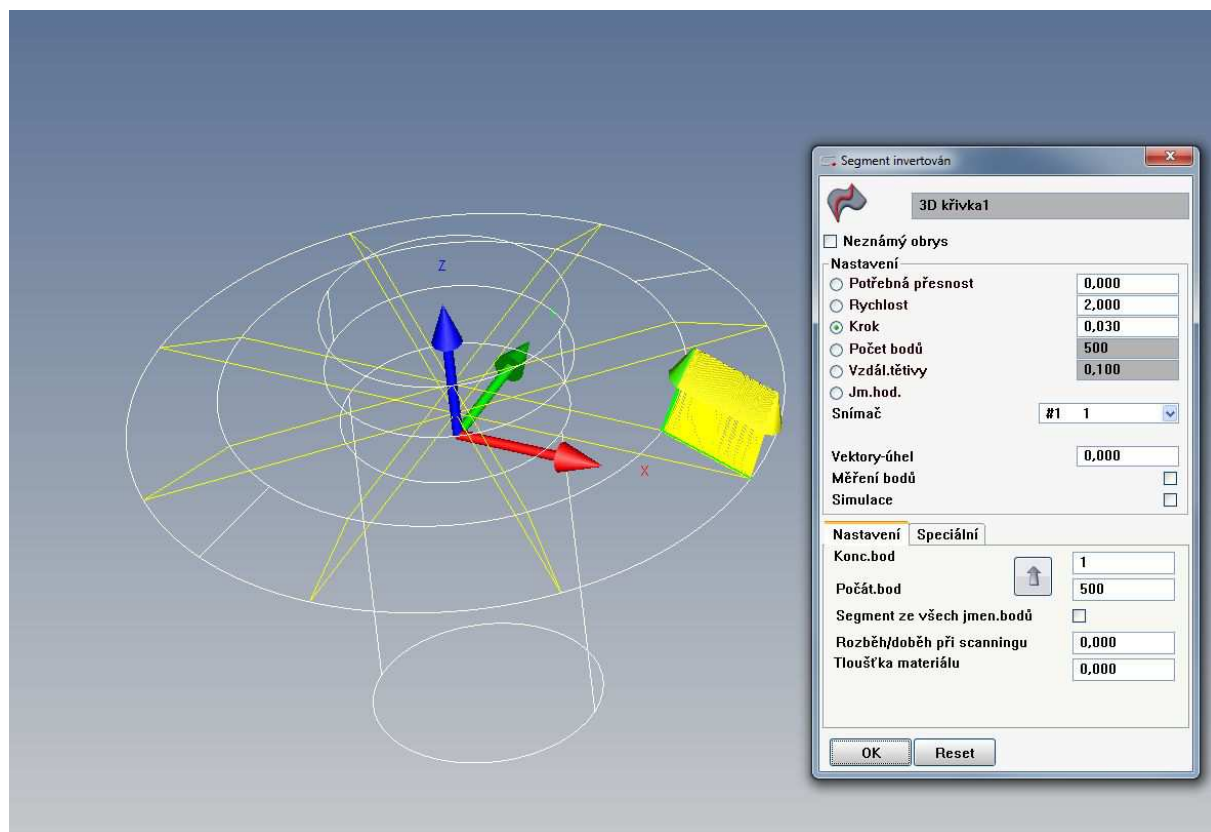 Z
X
Segment invertován
3D křivka1
Neznámý obrys
Nastavení
Potřebná přesnost 0,000
Rychlost 2,000
Krok 0,030
Počet bodů 500
Vzdál.tětivy 0,100
Jm.hod.
Snímač #1 1
Vektory-úhel 0,000
Měření bodů
Simulace
Nastavení Speciální
Konc.bod 1
Počát.bod 500
Segment ze všech jmen.bodů
Rozběh/doběh při scanningu 0,000
Tloušťka materiálu 0,000
OK Reset